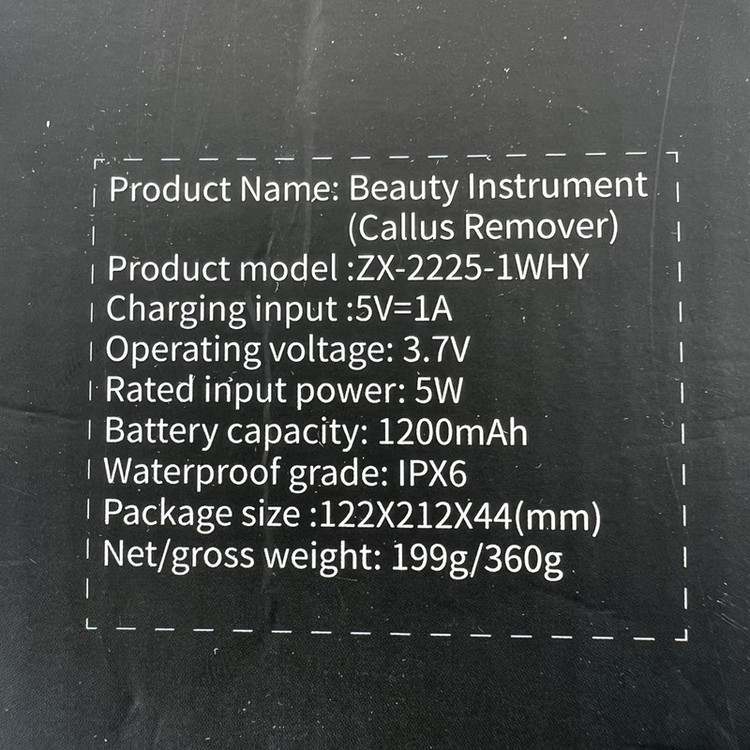 Product Name: Beauty Instrument
(Callus Remover)
Product model :ZX-2225-1WHY
Charging input :5V=1A
Operating voltage: 3.7V
Rated input power: 5W
Battery capacity: 1200mAh
Waterproof grade: IPX6
Package size :122X212X44(mm)
Net/gross weight: 199g/360g